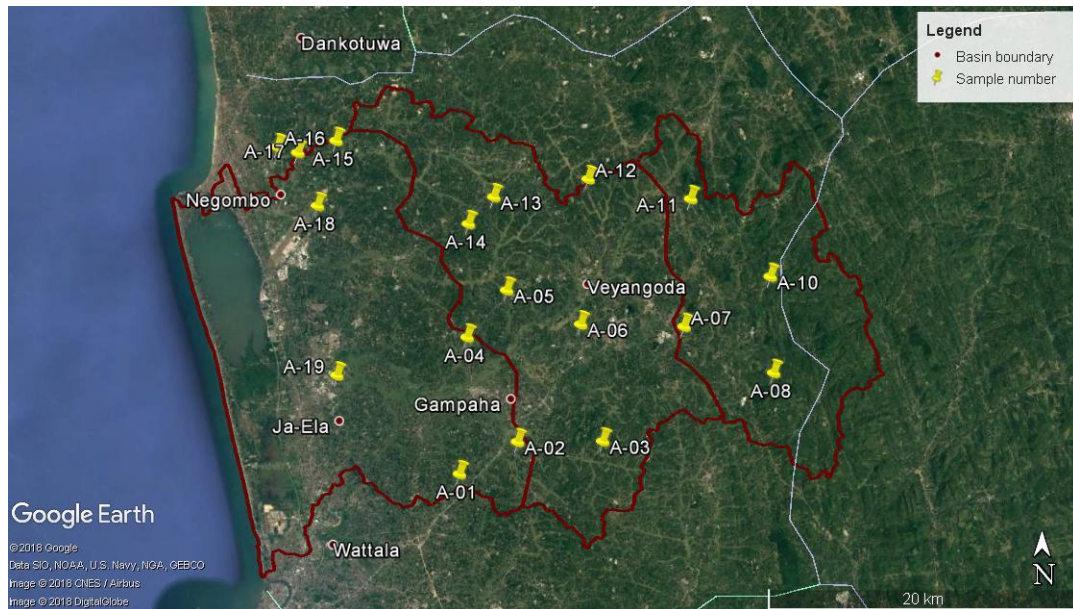 Dankotuwa
Legend
Basin boundary
Sample number
A-16
A-17
A-15
A-12
Negombo
A-13
A-11
A-18
A-14
A-10
Veyangoda
A-05
A-07
A-06
A-04
A-19
A-08
Gampaha
Ja-Ela
A-02
A-03
A-01
Google Earth
Wattala
©2018 Google
Data SIO, NOAA, U.S. Navy, NGA, GEBCO
Image © 2018 CNES / Airbus
Image © 2018 DigitalGlobe
N
20 km